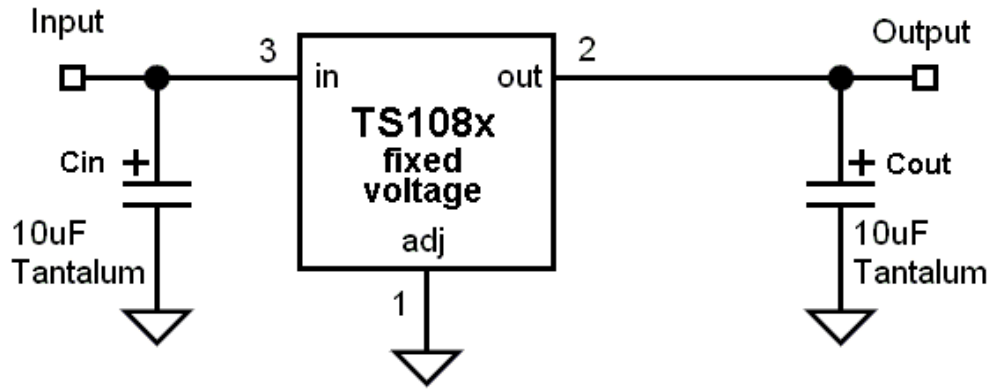 Input
Output
3
2
in
out
TS108x
fixed
voltage
adj
1
Cin +
10uF
Tantalum
+ Cout
10uF
Tantalum